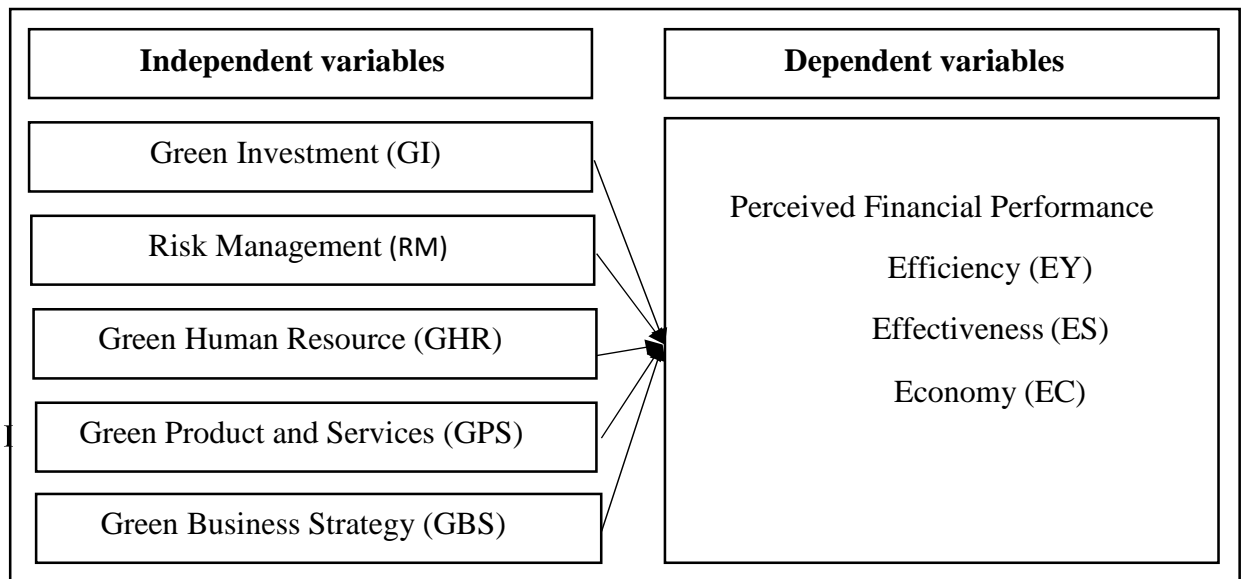 Independent variables
Green Investment (GI)
Risk Management (RM)
Green Human Resource (GHR)
I
Green Product and Services (GPS)
Green Business Strategy (GBS)
Dependent variables
Perceived Financial Performance
Efficiency (EY)
Effectiveness (ES)
Economy (EC)